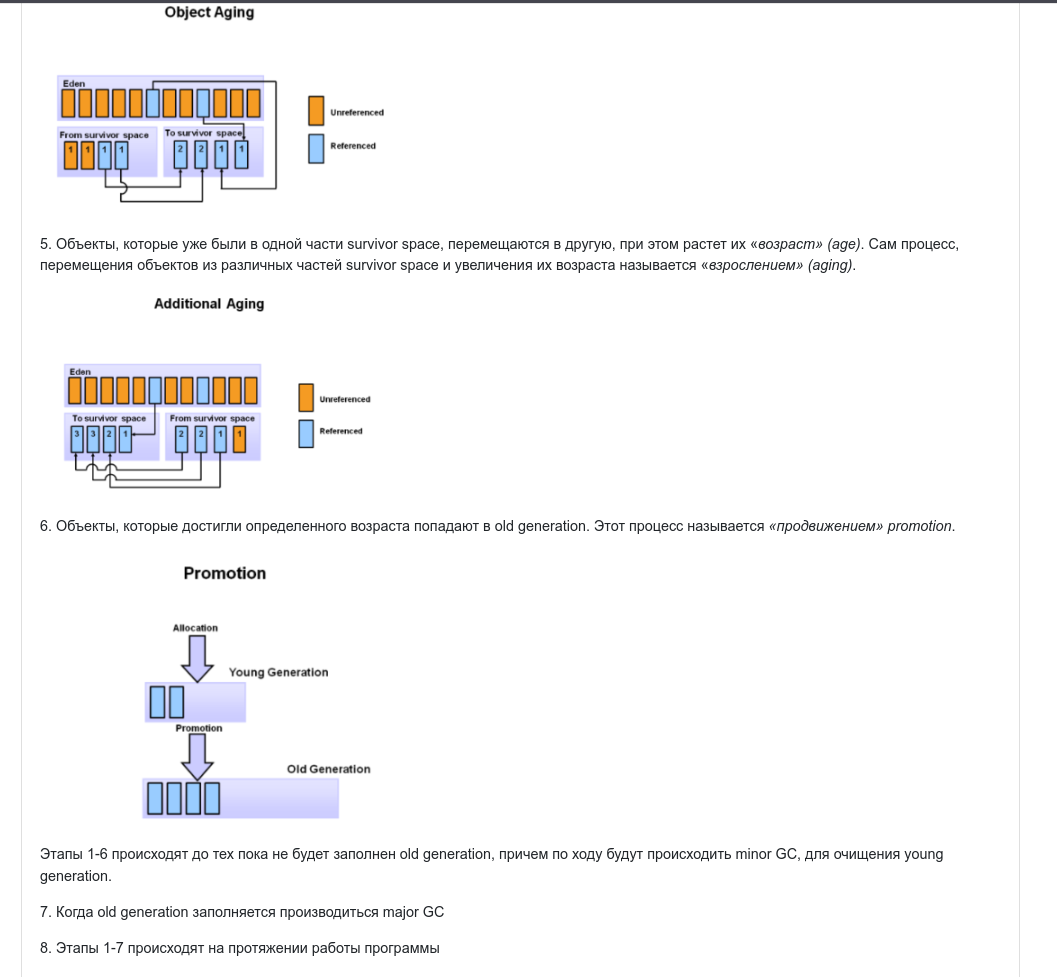 Object Aging
Eden
Unreferenced
From survivor space
To survivor space
1 1 1 1
2 2 1 1
Referenced
5. Объекты, которые уже были в одной части survivor space, перемещаются в другую, при этом растет их «возраст» (age). Сам процесс,
перемещения объектов из различных частей survivor space и увеличения их возраста называется «взрослением» (aging).
Additional Aging
Eden
Unreferenced
To survivor space
From survivor space
3 3 2 1
2 2 1 1
Referenced
6. Объекты, которые достигли определенного возраста попадают в old generation. Этот процесс называется «продвижением» promotion.
Promotion
Allocation
Young Generation
Promotion
Old Generation
Этапы 1-6 происходят до тех пока не будет заполнен old generation, причем по ходу будут происходить minor GC, для очищения young
generation.
7. Когда old generation заполняется производиться major GC
8. Этапы 1-7 происходят на протяжении работы программы